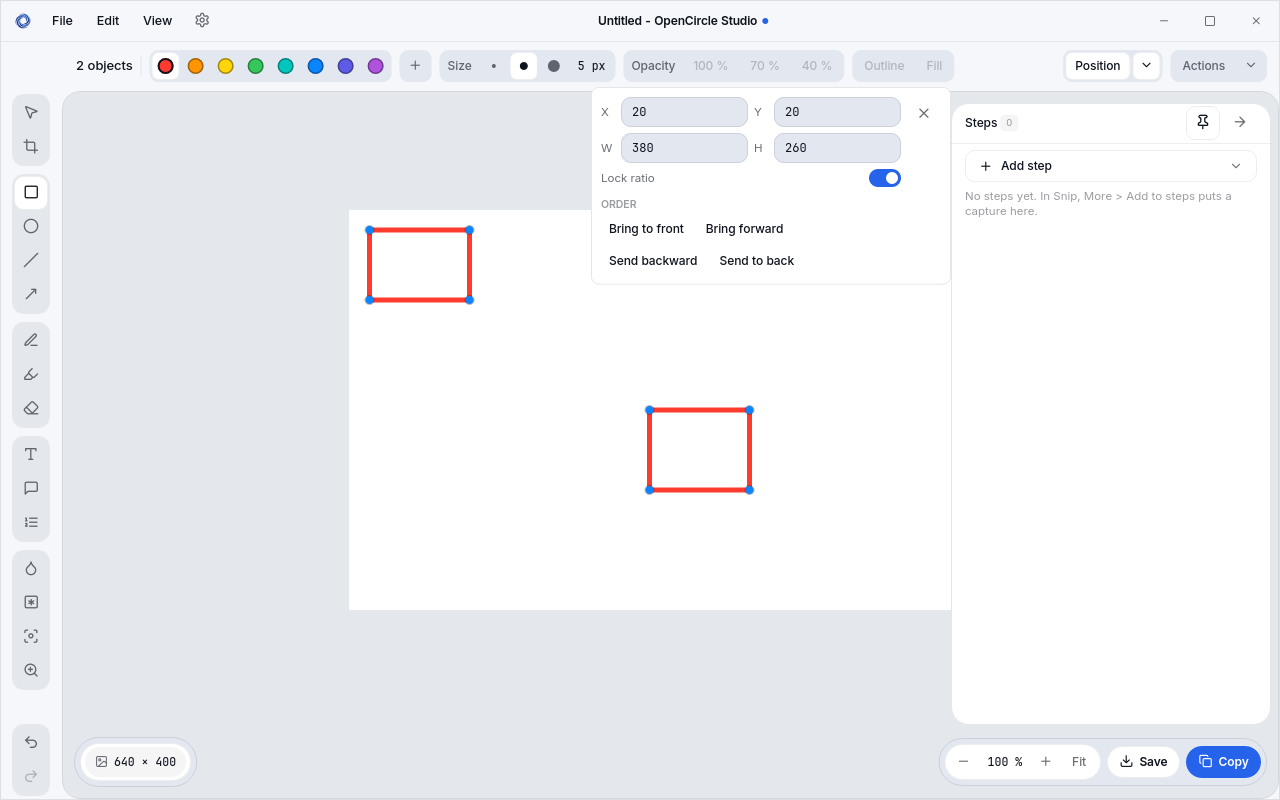 File Edit View Untitled - OpenCircle Studio
2 objects Size 5 px Opacity 100 % 70 % 40 % Outline Fill Position Actions
X 20 Y 20
W 380 H 260
Lock ratio
ORDER
Bring to front Bring forward
Send backward Send to back
Steps 0
Add step
No steps yet. In Snip, More > Add to steps puts a
capture here.
640 × 400
100 % Fit Save Copy